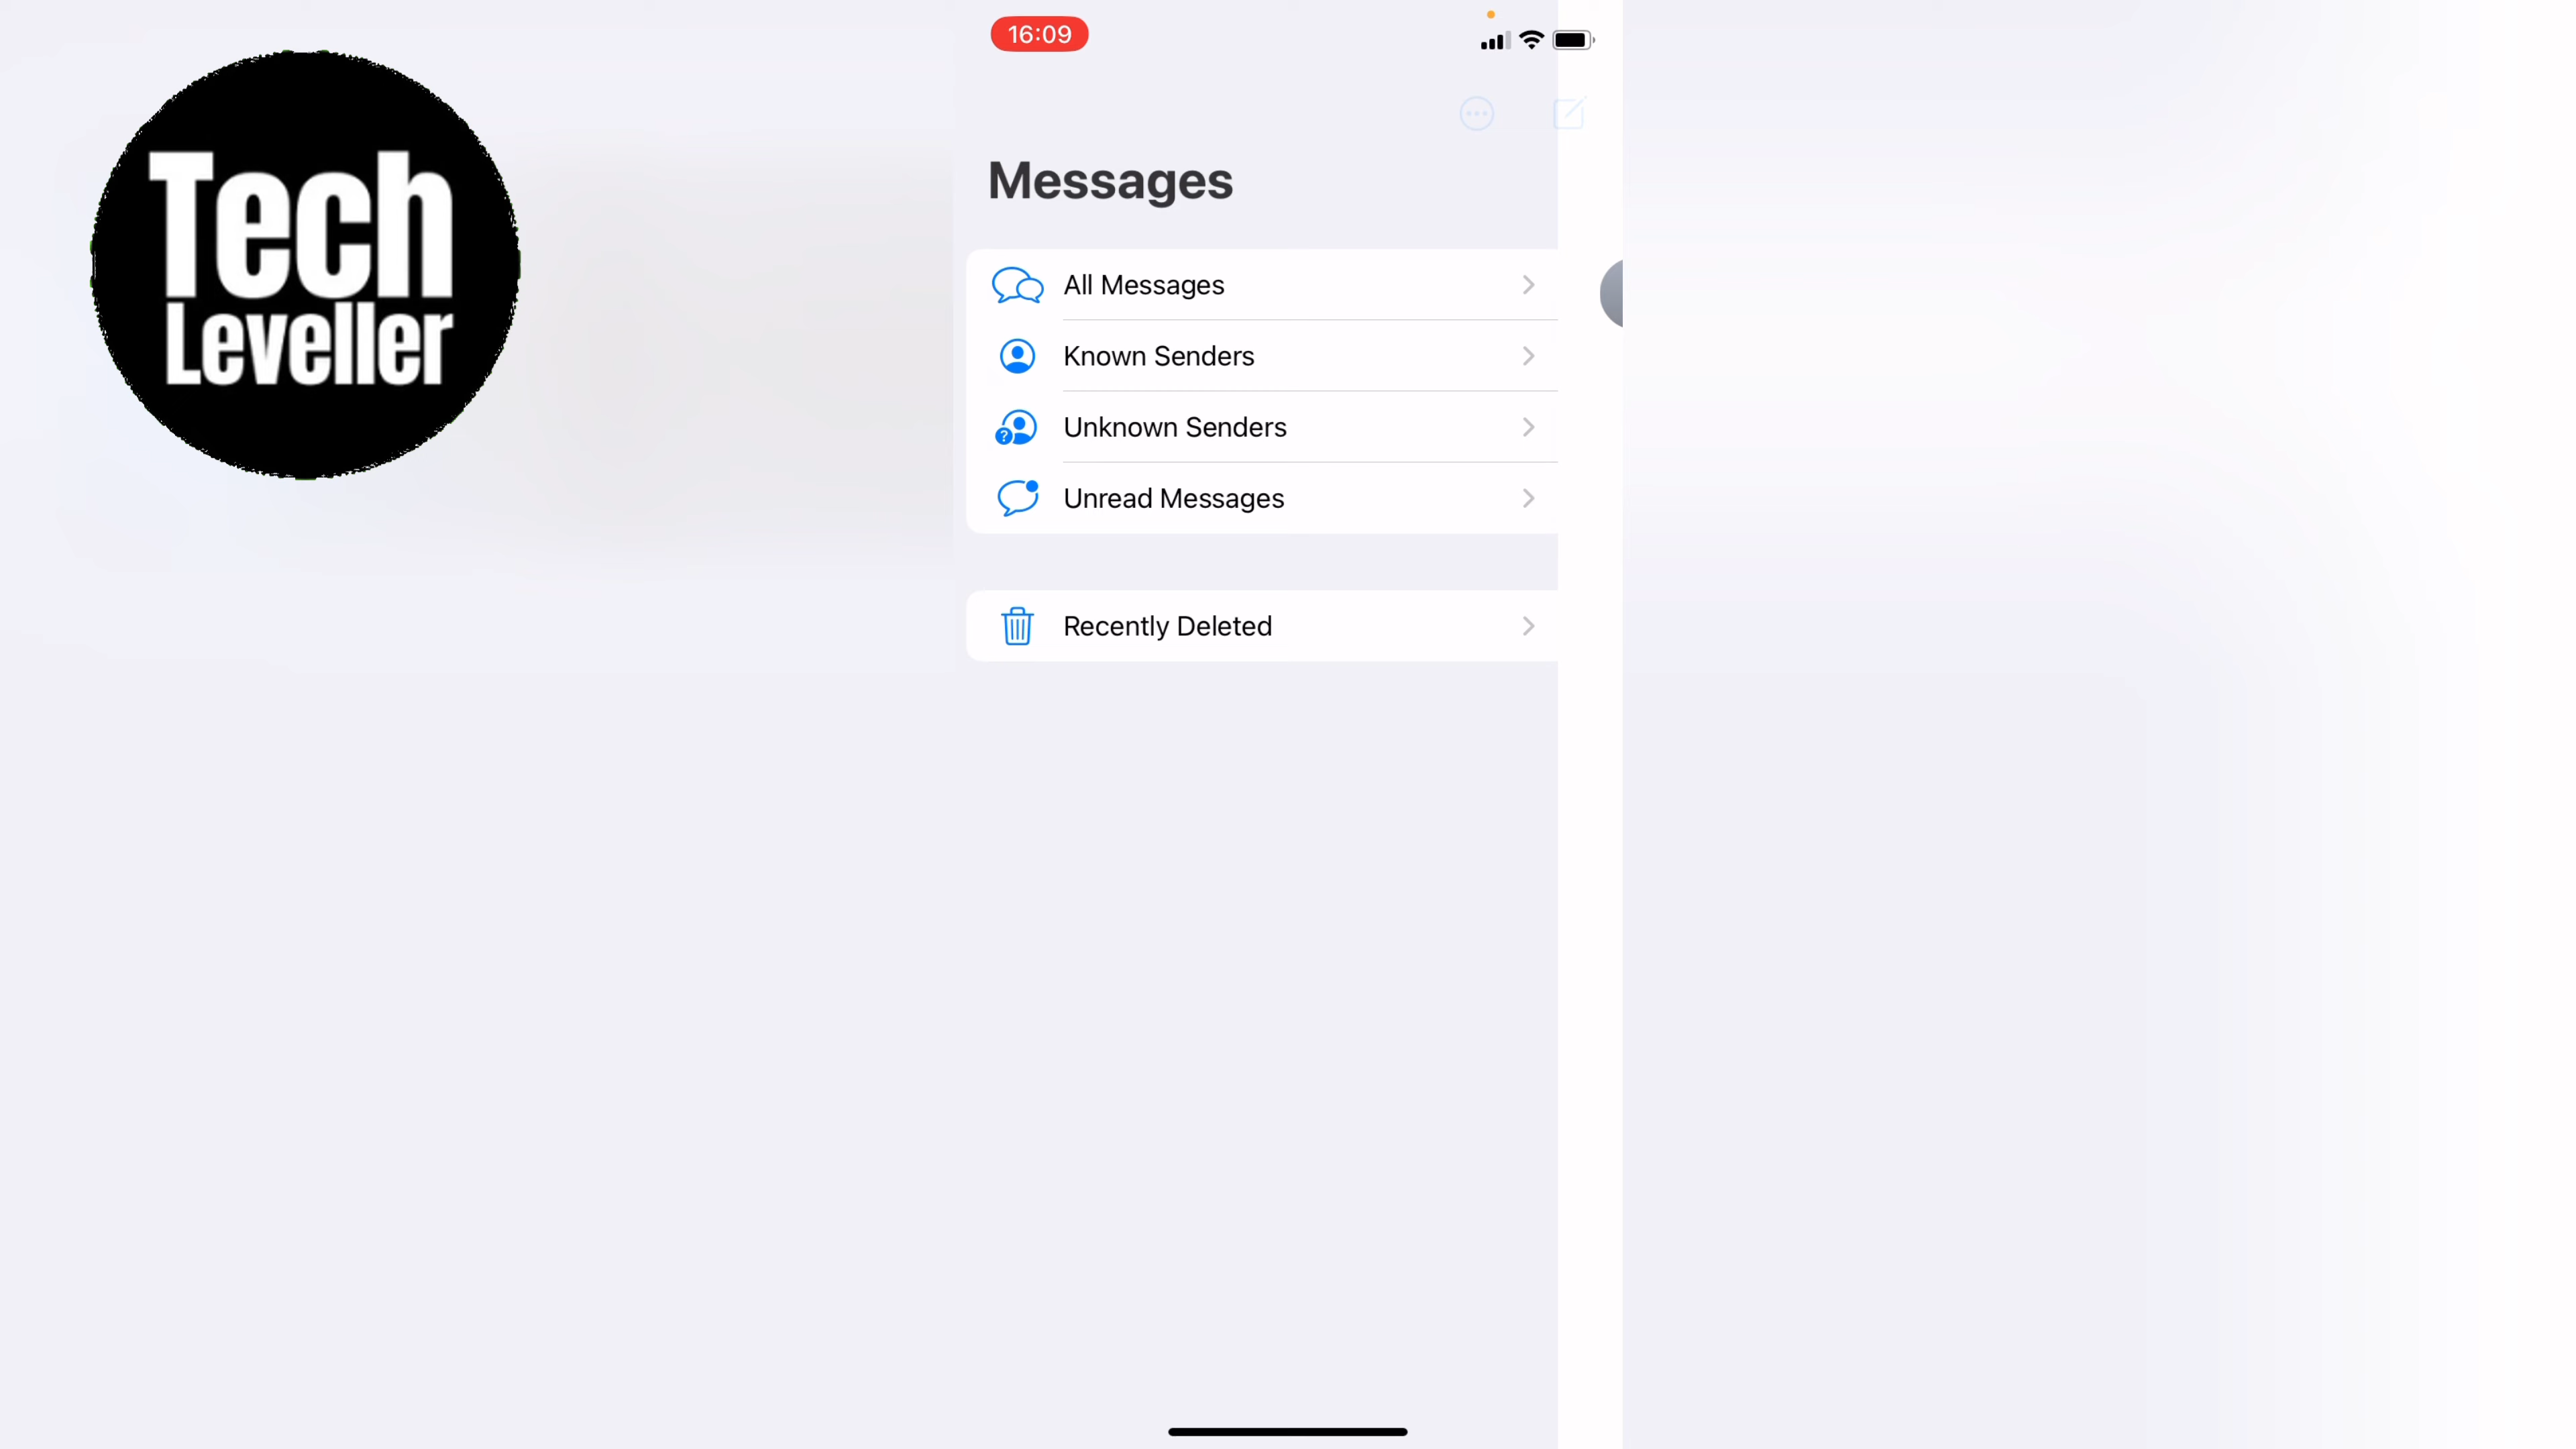 Tech
Leveller
16:09
Messages
All Messages
Known Senders
Unknown Senders
Unread Messages
Recently Deleted